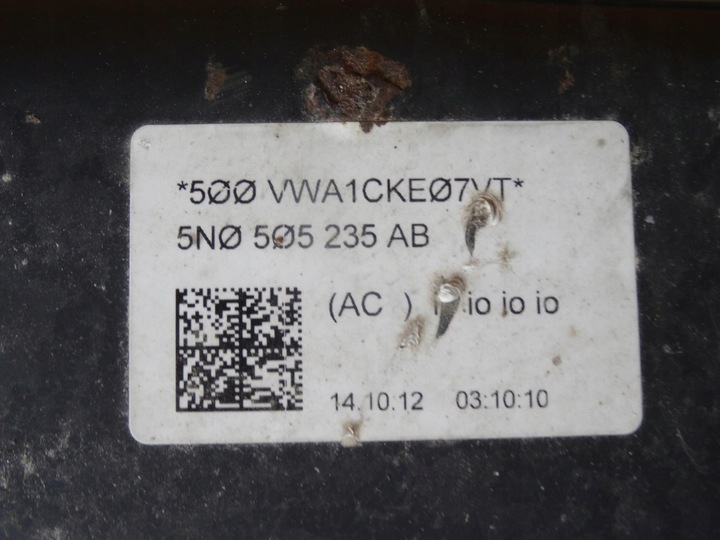 *5ØØ VWA1CKEØ7VT*
5NØ 5Ø5 235 AB
(AC ) io io io
14.10.12 03:10:10